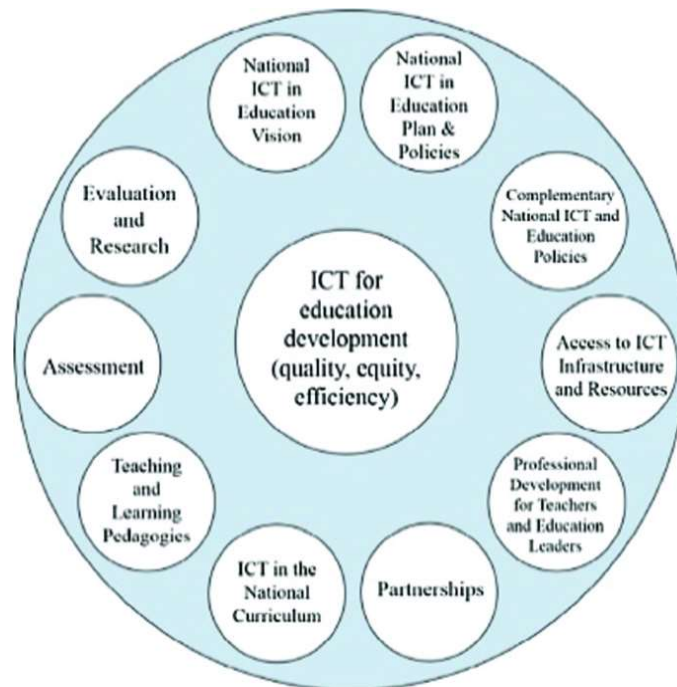 National
ICT in
Education
Vision
National
ICT in
Education
Plan &
Policies
Complementary
National ICT and
Education
Policies
Access to ICT
Infrastructure
and Resources
Professional
Development
for Teachers
and Education
Leaders
Partnerships
ICT in the
National
Curriculum
Teaching
and
Learning
Pedagogies
Assessment
Evaluation
and
Research
ICT for
education
development
(quality, equity,
efficiency)